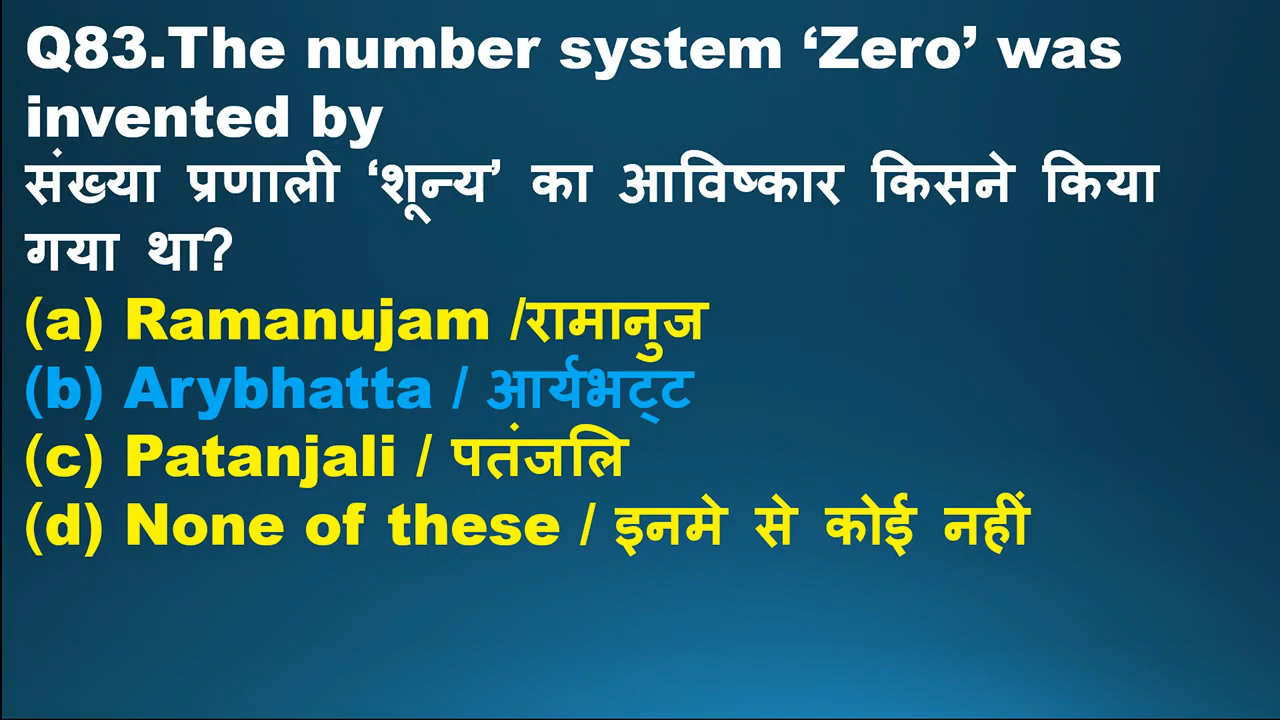 Q83.The number system ‘Zero’ was
invented by
संख्या प्रणाली ‘शून्य’ का आविष्कार किसने किया
गया था?
(a) Ramanujam /रामानुज
(b) Arybhatta / आर्यभट्ट
(c) Patanjali / पतंजलि
(d) None of these / इनमे से कोई नहीं